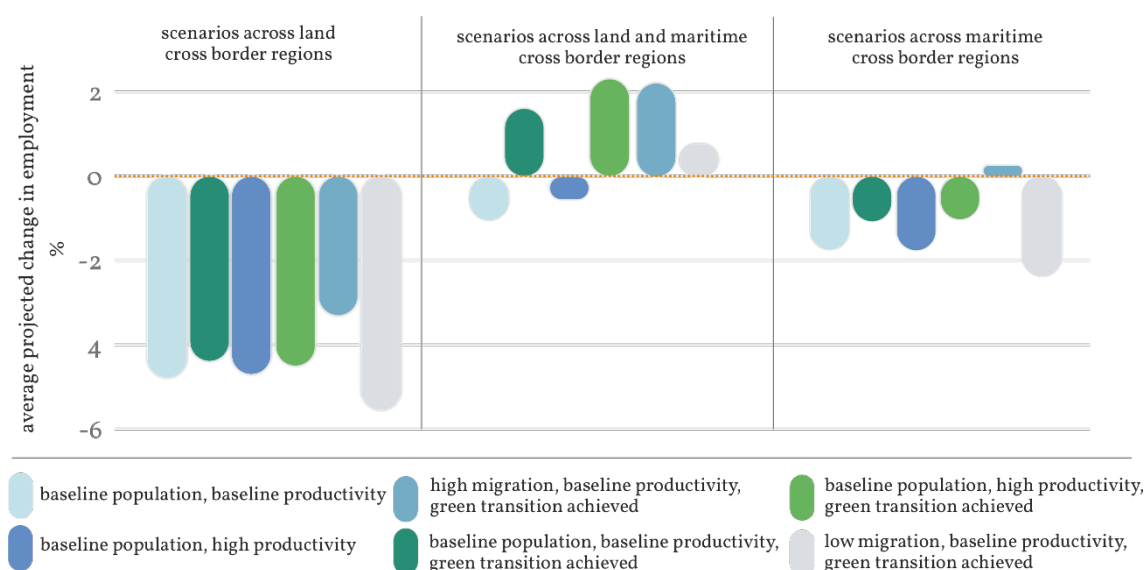 scenarios across land
cross border regions
scenarios across land and maritime
cross border regions
scenarios across maritime
cross border regions
average projected change in employment
%
2
0
-2
4
-6
baseline population, baseline productivity
high migration, baseline productivity,
green transition achieved
baseline population, high productivity,
green transition achieved
baseline population, high productivity
baseline population, baseline productivity,
green transition achieved
low migration, baseline productivity,
green transition achieved